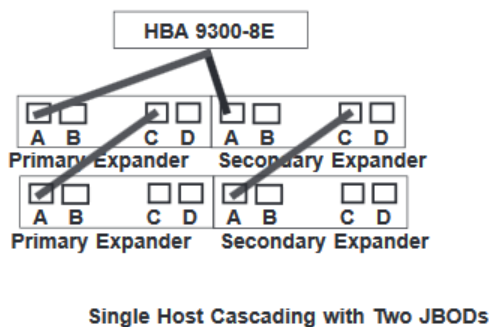 HBA 9300-8E
A B C D A B C D
Primary Expander Secondary Expander
A B C D A B C D
Primary Expander Secondary Expander
Single Host Cascading with Two JBODs